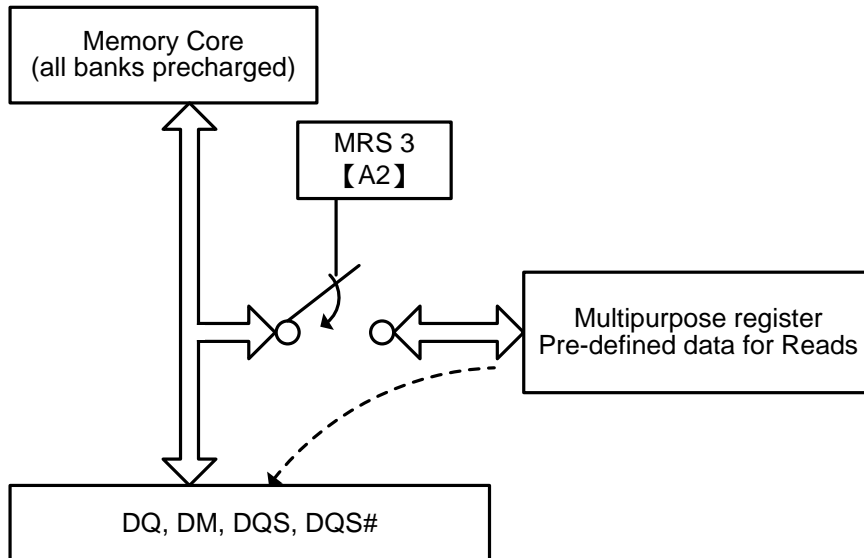 Memory Core
(all banks precharged)
MRS 3
【A2】
Multipurpose register
Pre-defined data for Reads
DQ, DM, DQS, DQS#